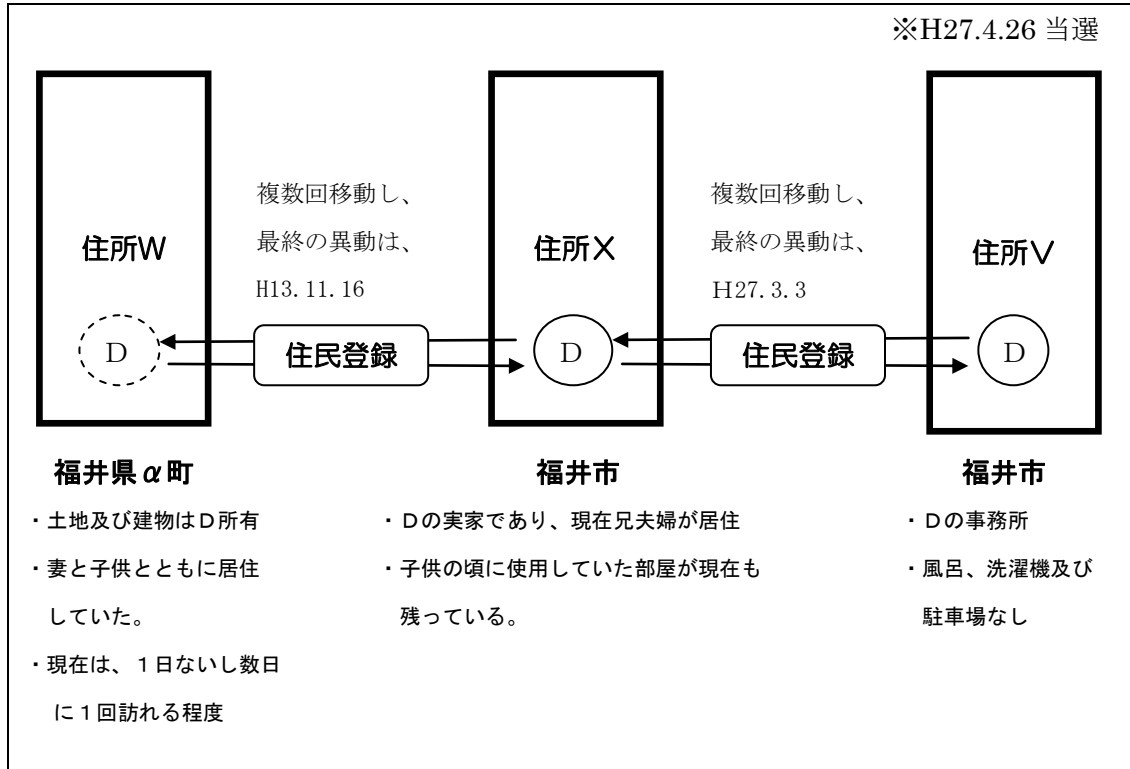 ※H27.4.26 当選
複数回移動し、
最終の異動は、
H13.11.16
複数回移動し、
最終の異動は、
H27.3.3
住所W
住所X
住所V
D
住民登録
D
住民登録
D
福井県α町
福井市
福井市
・土地及び建物はD所有
・妻と子供とともに居住
していた。
・現在は、1日ないし数日
に1回訪れる程度
・Dの実家であり、現在兄夫婦が居住
・子供の頃に使用していた部屋が現在も
残っている。
・Dの事務所
・風呂、洗濯機及び
駐車場なし